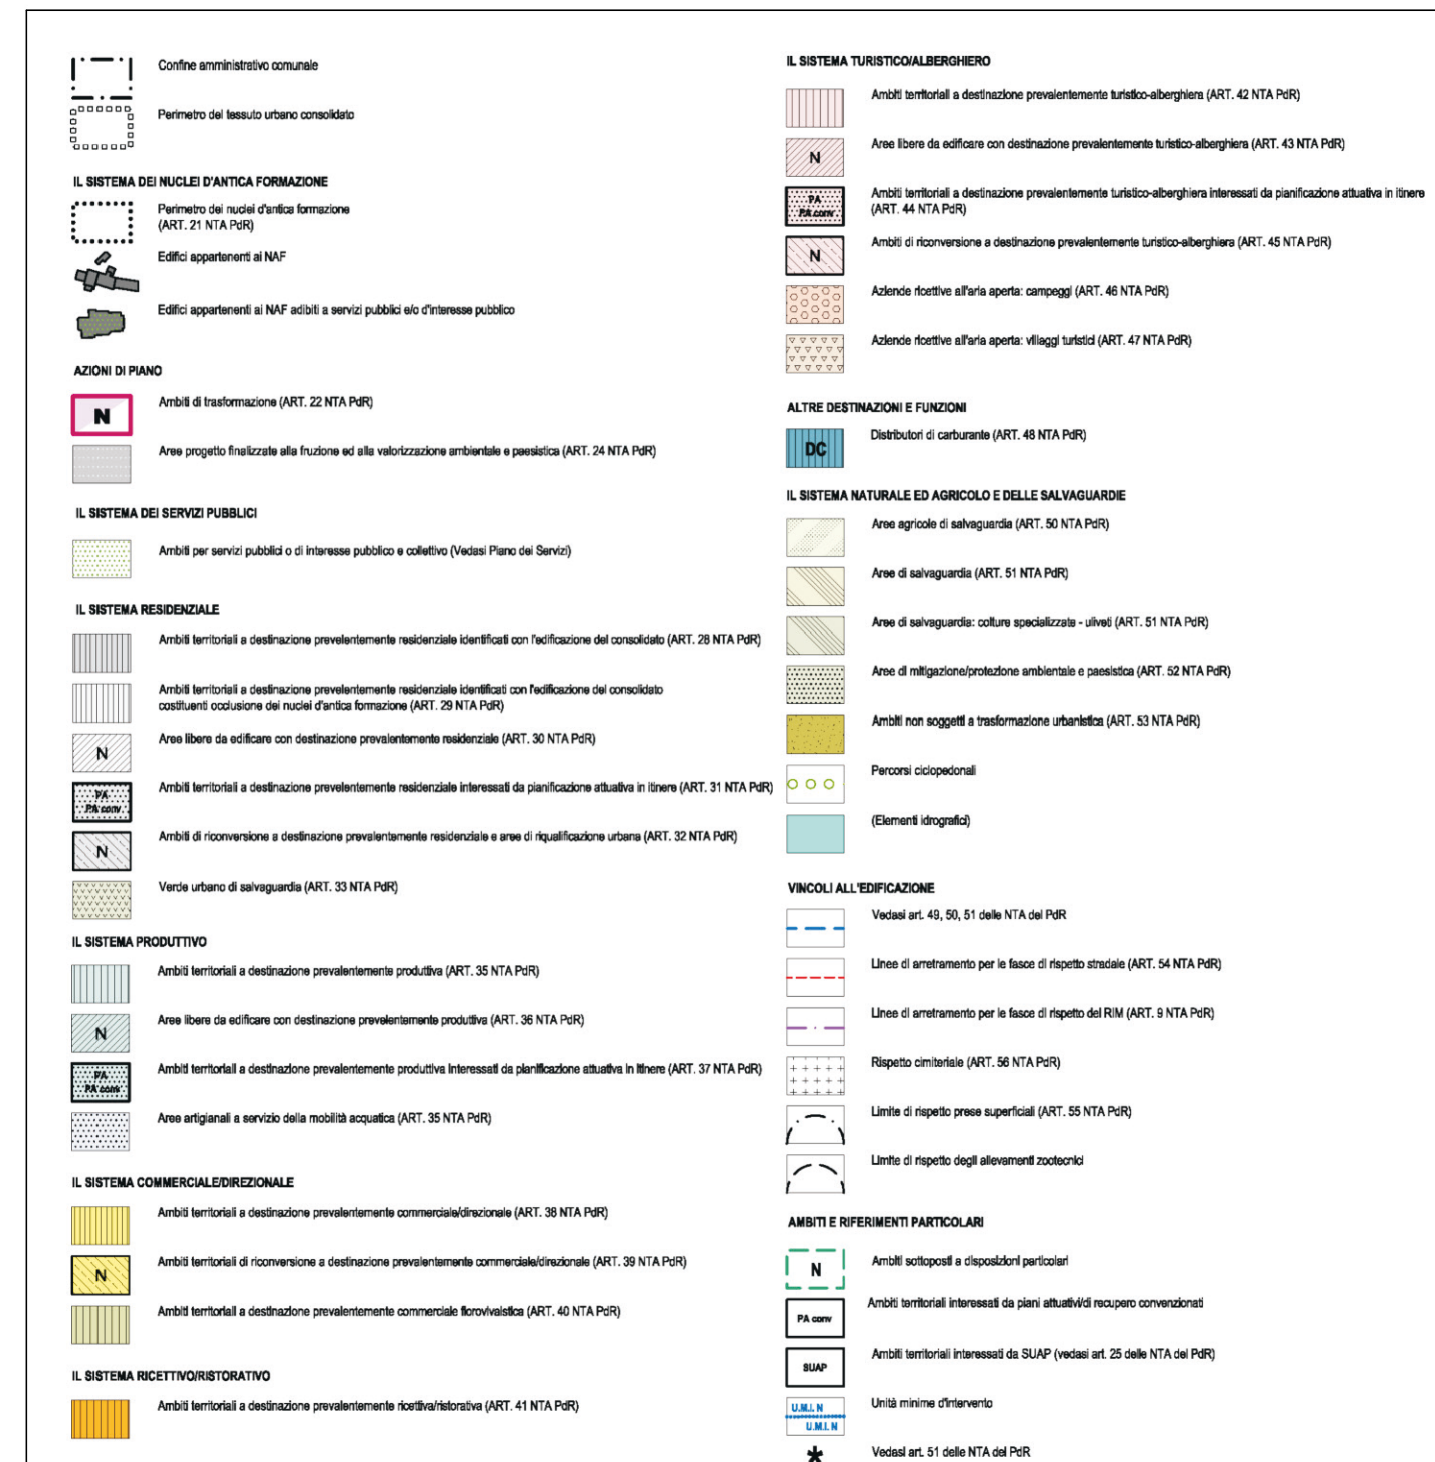 Confine amministrativo comunale
Perimetro del tessuto urbano consolidato
IL SISTEMA DEI NUCLEI D'ANTICA FORMAZIONE
Perimetro dei nuclei d'antica formazione
(ART. 21 NTA PdR)
Edifici appartenenti ai NAF
Edifici appartenenti ai NAF adibiti a servizi pubblici e/o d'interesse pubblico
AZIONI DI PIANO
N
Ambiti di trasformazione (ART. 22 NTA PdR)
Aree progetto finalizzate alla fruzione ed alla valorizzazione ambientale e paesistica (ART. 24 NTA PdR)
IL SISTEMA DEI SERVIZI PUBBLICI
Ambiti per servizi pubblici o di interesse pubblico e collettivo (Vedasi Piano dei Servizi)
IL SISTEMA RESIDENZIALE
Ambiti territoriali a destinazione prevelentemente residenziale identificati con l'edificazione del consolidato (ART. 28 NTA PdR)
Ambiti territoriali a destinazione prevelentemente residenziale identificati con l'edificazione del consolidato
costituenti occlusione dei nuclei d'antica formazione (ART. 29 NTA PdR)
N
Aree libere da edificare con destinazione prevalentemente residenziale (ART. 30 NTA PdR)
PA
PA conv
Ambiti territoriali a destinazione prevalentemente residenziale interessati da pianificazione attuativa in itinere (ART. 31 NTA PdR)
N
Ambiti di riconversione a destinazione prevalentemente residenziale e aree di riqualificazione urbana (ART. 32 NTA PdR)
Verde urbano di salvaguardia (ART. 33 NTA PdR)
IL SISTEMA PRODUTTIVO
Ambiti territoriali a destinazione prevalentemente produttiva (ART. 35 NTA PdR)
N
Aree libere da edificare con destinazione prevelentemente produttiva (ART. 36 NTA PdR)
PA
PA conv
Ambiti territoriali a destinazione prevalentemente produttiva interessati da pianificazione attuativa in itinere (ART. 37 NTA PdR)
Aree artigianali a servizio della mobilità acquatica (ART. 35 NTA PdR)
IL SISTEMA COMMERCIALE/DIREZIONALE
Ambiti territoriali a destinazione prevalentemente commerciale/direzionale (ART. 38 NTA PdR)
N
Ambiti territoriali di riconversione a destinazione prevalentemente commerciale/direzionale (ART. 39 NTA PdR)
Ambiti territoriali a destinazione prevalentemente commerciale florovivaistica (ART. 40 NTA PdR)
IL SISTEMA RICETTIVO/RISTORATIVO
Ambiti territoriali a destinazione prevalentemente ricettiva/ristorativa (ART. 41 NTA PdR)
IL SISTEMA TURISTICO/ALBERGHIERO
Ambiti territoriali a destinazione prevalentemente turistico-alberghiera (ART. 42 NTA PdR)
N
Aree libere da edificare con destinazione prevalentemente turistico-alberghiera (ART. 43 NTA PdR)
PA
PA conv
Ambiti territoriali a destinazione prevalentemente turistico-alberghiera interessati da pianificazione attuativa in itinere
(ART. 44 NTA PdR)
N
Ambiti di riconversione a destinazione prevalentemente turistico-alberghiera (ART. 45 NTA PdR)
Aziende ricettive all'aria aperta: campeggi (ART. 46 NTA PdR)
Aziende ricettive all'aria aperta: villaggi turistici (ART. 47 NTA PdR)
ALTRE DESTINAZIONI E FUNZIONI
DC
Distributori di carburante (ART. 48 NTA PdR)
IL SISTEMA NATURALE ED AGRICOLO E DELLE SALVAGUARDIE
Aree agricole di salvaguardia (ART. 50 NTA PdR)
Aree di salvaguardia (ART. 51 NTA PdR)
Aree di salvaguardia: colture specializzate - uliveti (ART. 51 NTA PdR)
Aree di mitigazione/protezione ambientale e paesistica (ART. 52 NTA PdR)
Ambiti non soggetti a trasformazione urbanistica (ART. 53 NTA PdR)
Percorsi ciclopedonali
(Elementi idrografici)
VINCOLI ALL'EDIFICAZIONE
Vedasi art. 49, 50, 51 delle NTA del PdR
Linee di arretramento per le fasce di rispetto stradale (ART. 54 NTA PdR)
Linee di arretramento per le fasce di rispetto del RIM (ART. 9 NTA PdR)
Rispetto cimiteriale (ART. 56 NTA PdR)
Limite di rispetto prese superficiali (ART. 55 NTA PdR)
Limite di rispetto degli allevamenti zootecnici
AMBITI E RIFERIMENTI PARTICOLARI
N
Ambiti sottoposti a disposizioni particolari
PA conv
Ambiti territoriali interessati da piani attuativi/di recupero convenzionati
SUAP
Ambiti territoriali interessati da SUAP (vedasi art. 25 delle NTA del PdR)
U.M.I. N
U.M.I. N
Unità minime d'intervento
*
Vedasi art. 51 delle NTA del PdR